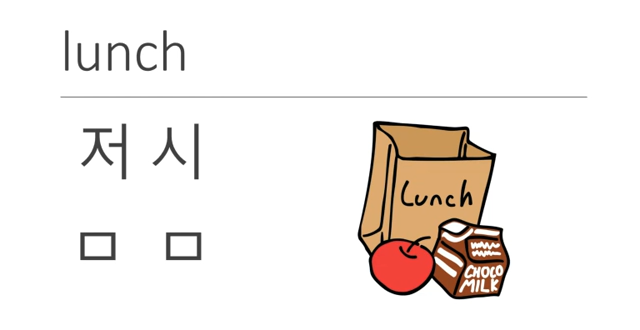 lunch
저 시
ㅁ ㅁ
Lunch
CHOCO
MILK